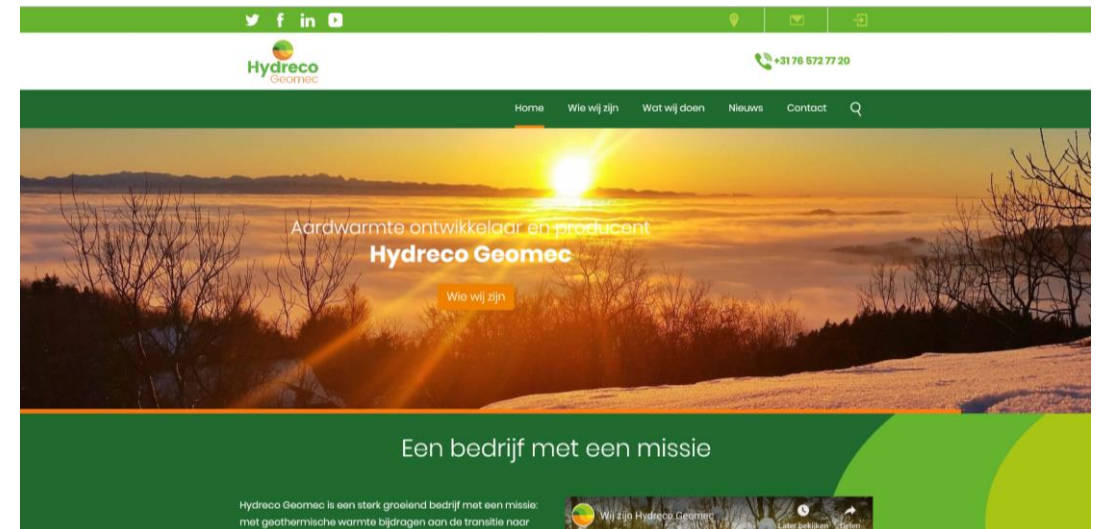 Hydreco
Geomec
+31 76 572 77 20
Home Wie wij zijn Wat wij doen Nieuws Contact
Aardwarmte ontwikkelaar en producent
Hydreco Geomec
Wie wij zijn
Een bedrijf met een missie
Hydreco Geomec is een sterk groeiend bedrijf met een missie:
met geothermische warmte bijdragen aan de transitie naar
Wij zijn Hydreco Geomec
Later bekijken